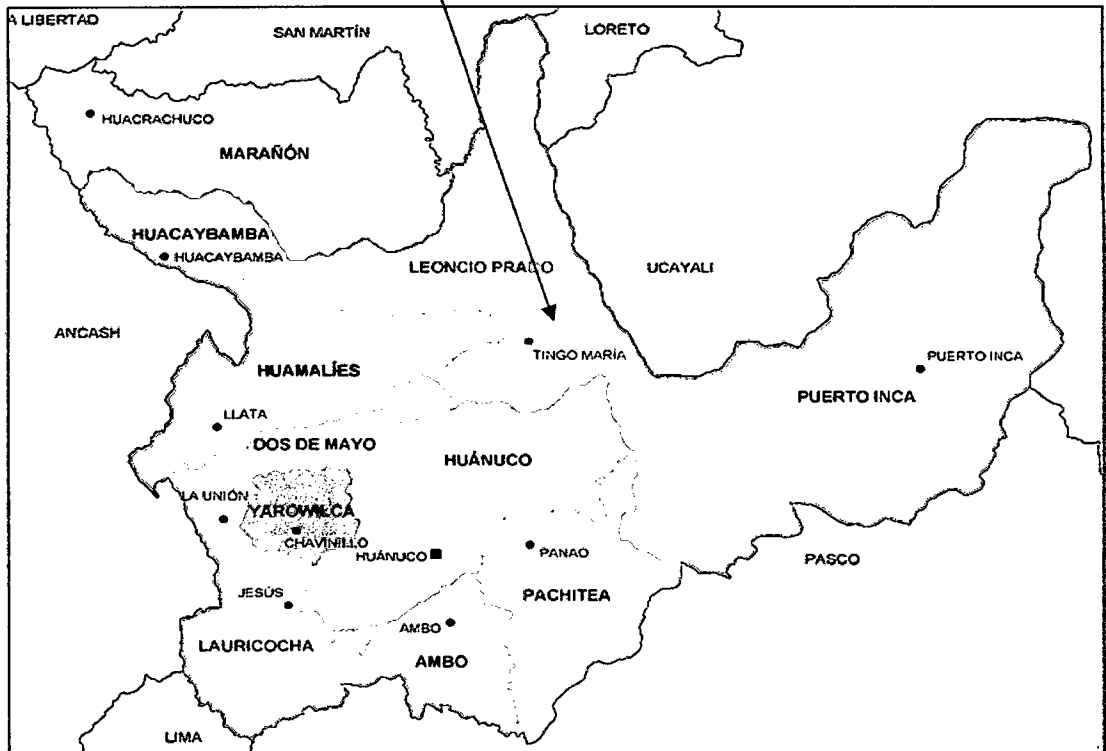 A LIBERTAD
SAN MARTÍN
LORETO
HUACRACHUCO
MARAÑÓN
HUACAYBAMBA
HUACAYBAMBA
LEONCIO PRADO
UCAYALI
ANCASH
TINGO MARÍA
PUERTO INCA
HUAMALÍES
PUERTO INCA
LLATA
DOS DE MAYO
HUÁNUCO
LA UNIÓN
YAROWILCA
CHAVINILLO
HUÁNUCO
PANAO
PASCO
JESÚS
PACHITEA
AMBO
LAURICOCHA
AMBO
LIMA